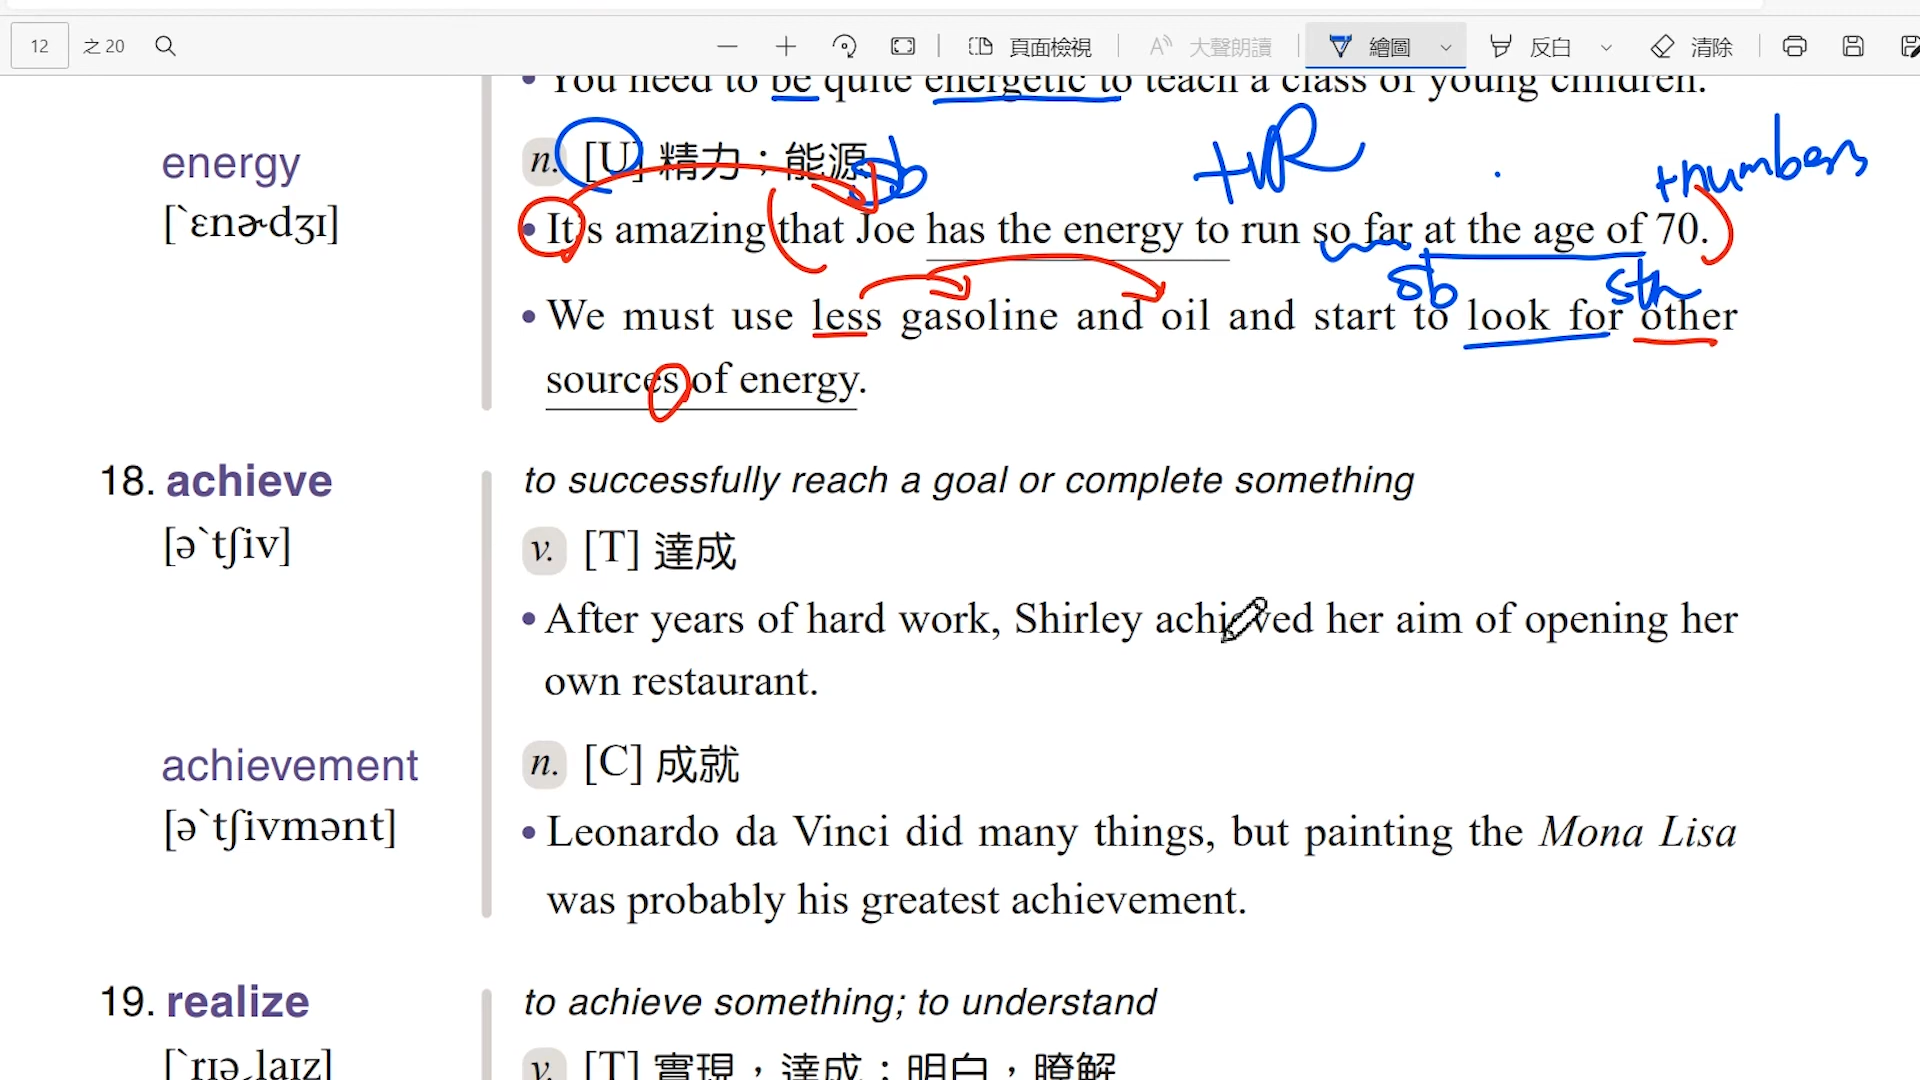 12 之 20 頁面檢視 大聲朗讀 繪圖 反白 清除
• You need to be quite energetic to teach a class of young children.
energy n. [U] 精力；能源 sb +VR +numbers
[ˋɛnɚdʒɪ]
• It's amazing that Joe has the energy to run so far at the age of 70.
sb sth
• We must use less gasoline and oil and start to look for other
sources of energy.
18. achieve to successfully reach a goal or complete something
[əˋtʃiv] v. [T] 達成
• After years of hard work, Shirley achieved her aim of opening her
own restaurant.
achievement n. [C] 成就
[əˋtʃivmənt]
• Leonardo da Vinci did many things, but painting the Mona Lisa
was probably his greatest achievement.
19. realize to achieve something; to understand
[ˋrɪə͵laɪz] v. [T] 實現，達成；明白，瞭解